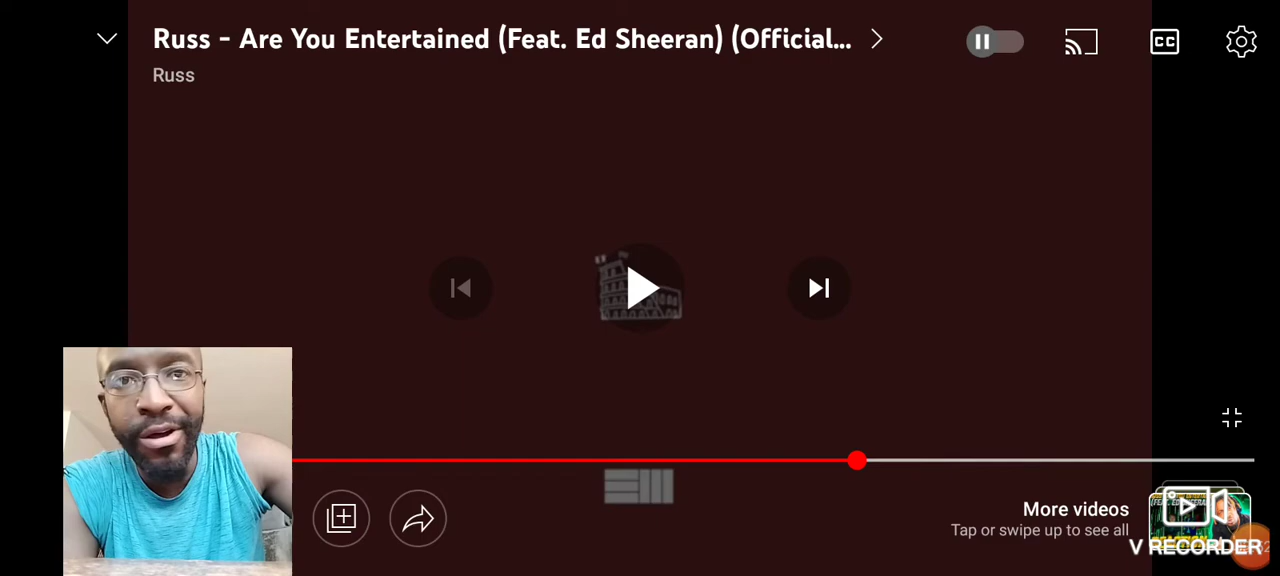 Russ - Are You Entertained (Feat. Ed Sheeran) (Official...
Russ
CC
More videos
Tap or swipe up to see all
V RECORDER